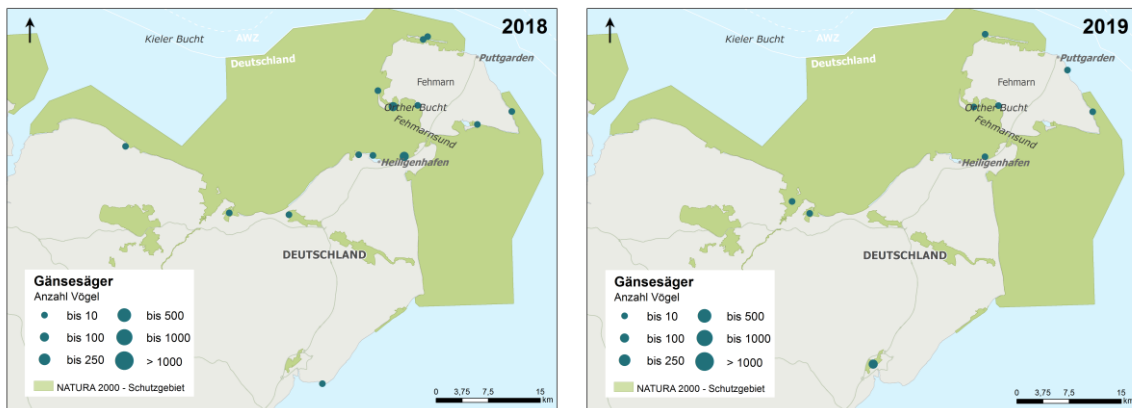 2018
Kieler Bucht
AWZ
Deutschland
Puttgarden
Fehmarn
Orther Bucht
Fehmarnsund
Heiligenhafen
DEUTSCHLAND
Gänsesäger
Anzahl Vögel
bis 10
bis 500
bis 100
bis 1000
bis 250
> 1000
NATURA 2000 - Schutzgebiet
0 3,75 7,5 15
km
2019
Kieler Bucht
AWZ
Deutschland
Puttgarden
Fehmarn
Orther Bucht
Fehmarnsund
Heiligenhafen
DEUTSCHLAND
Gänsesäger
Anzahl Vögel
bis 10
bis 500
bis 100
bis 1000
bis 250
> 1000
NATURA 2000 - Schutzgebiet
0 3,75 7,5 15
km